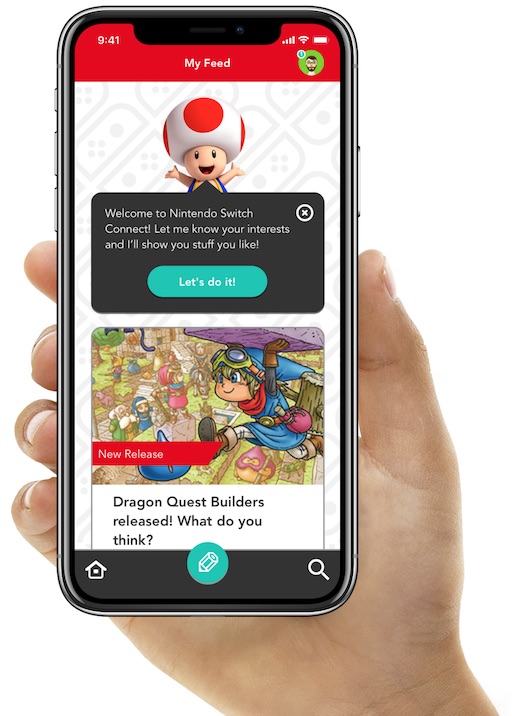 9:41
My Feed
Welcome to Nintendo Switch
Connect! Let me know your interests
and I'll show you stuff you like!
Let's do it!
New Release
Dragon Quest Builders
released! What do you
think?